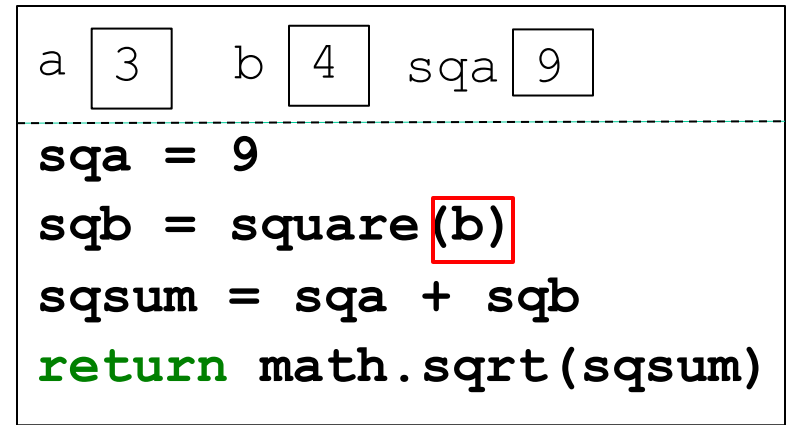 a 3 b 4 sqa 9
sqa = 9
sqb = square(b)
sqsum = sqa + sqb
return math.sqrt(sqsum)